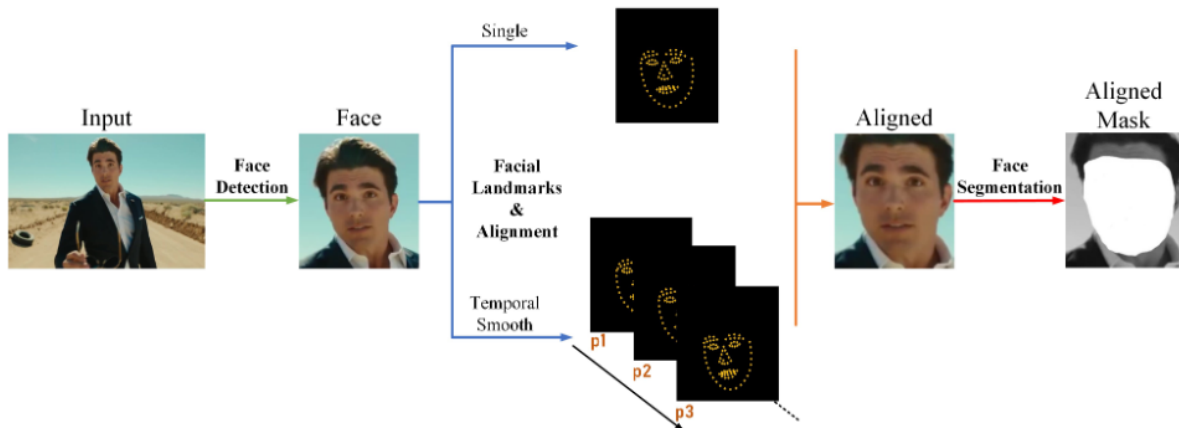 Input
Face
Detection
Face
Single
Facial
Landmarks
&
Alignment
Temporal
Smooth
p1
p2
p3
Aligned
Face
Segmentation
Aligned
Mask